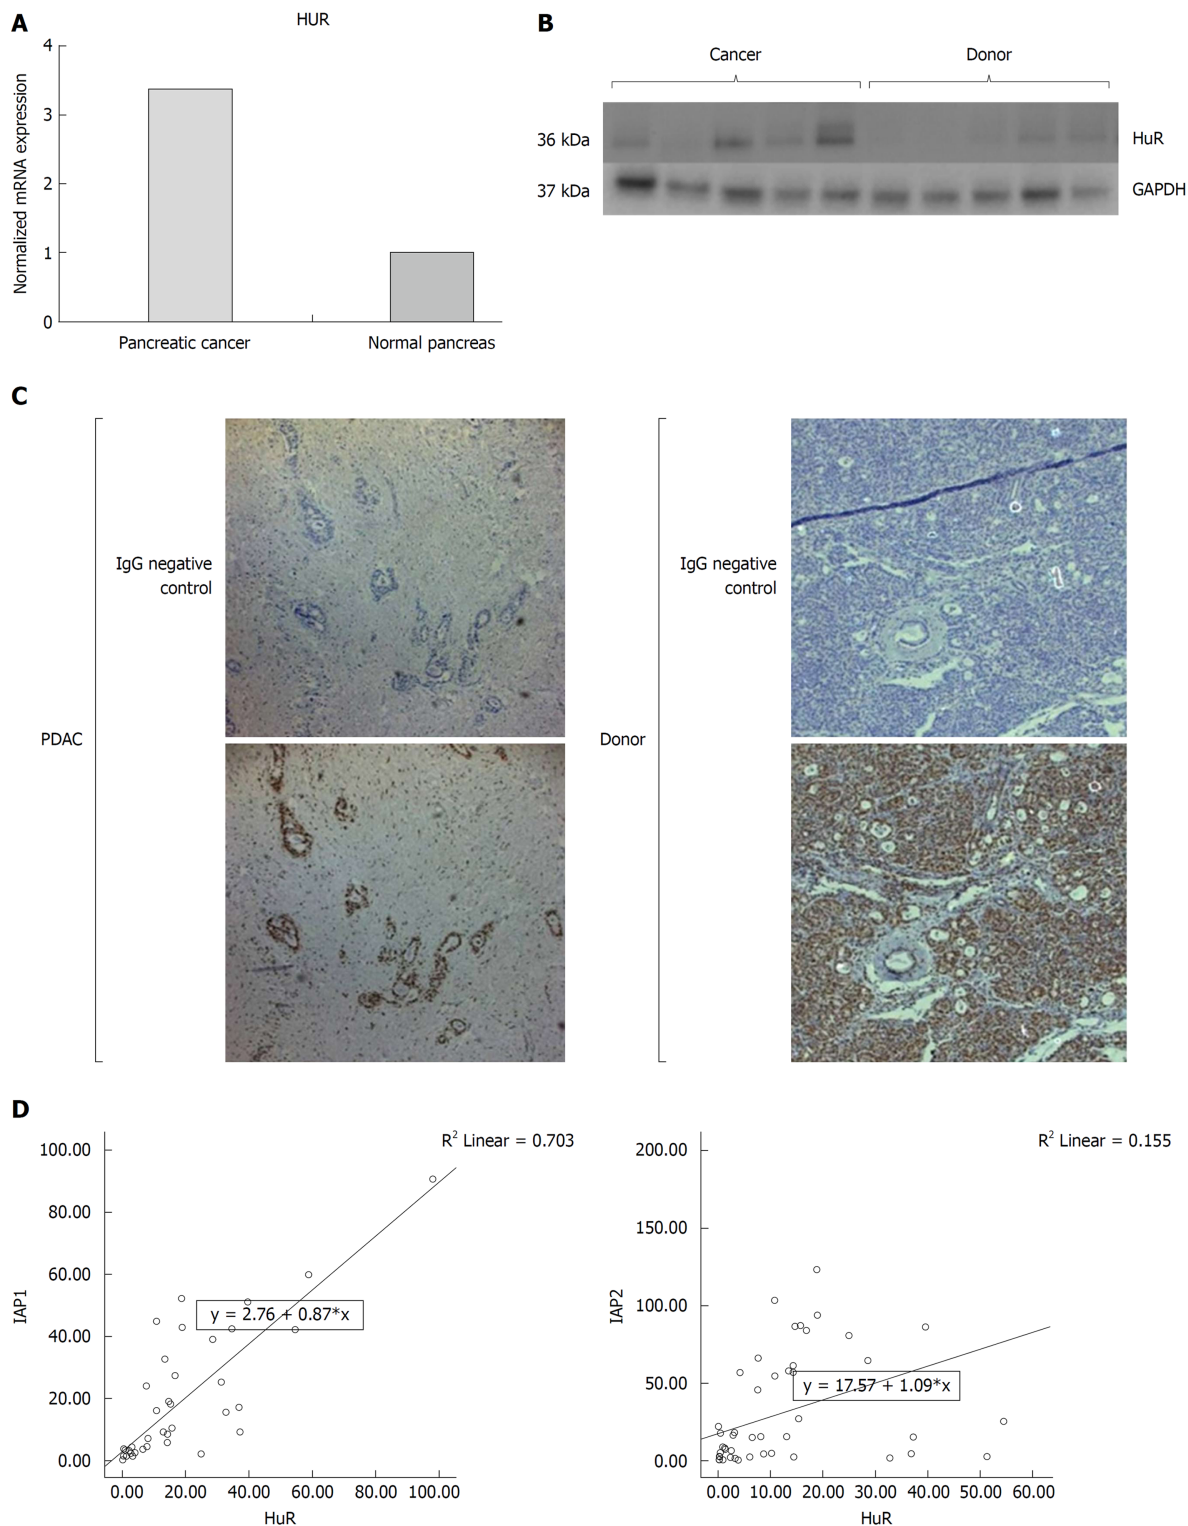 A
HUR
Normalized mRNA expression
4
3
2
1
0
Pancreatic cancer
Normal pancreas
B
Cancer
Donor
36 kDa
HuR
37 kDa
GAPDH
C
PDAC
IgG negative
control
Donor
IgG negative
control
D
R² Linear = 0.703
IAP1
100.00
80.00
60.00
40.00
20.00
0.00
y = 2.76 + 0.87*x
0.00 20.00 40.00 60.00 80.00 100.00
HuR
R² Linear = 0.155
IAP2
200.00
150.00
100.00
50.00
0.00
y = 17.57 + 1.09*x
0.00 10.00 20.00 30.00 40.00 50.00 60.00
HUR